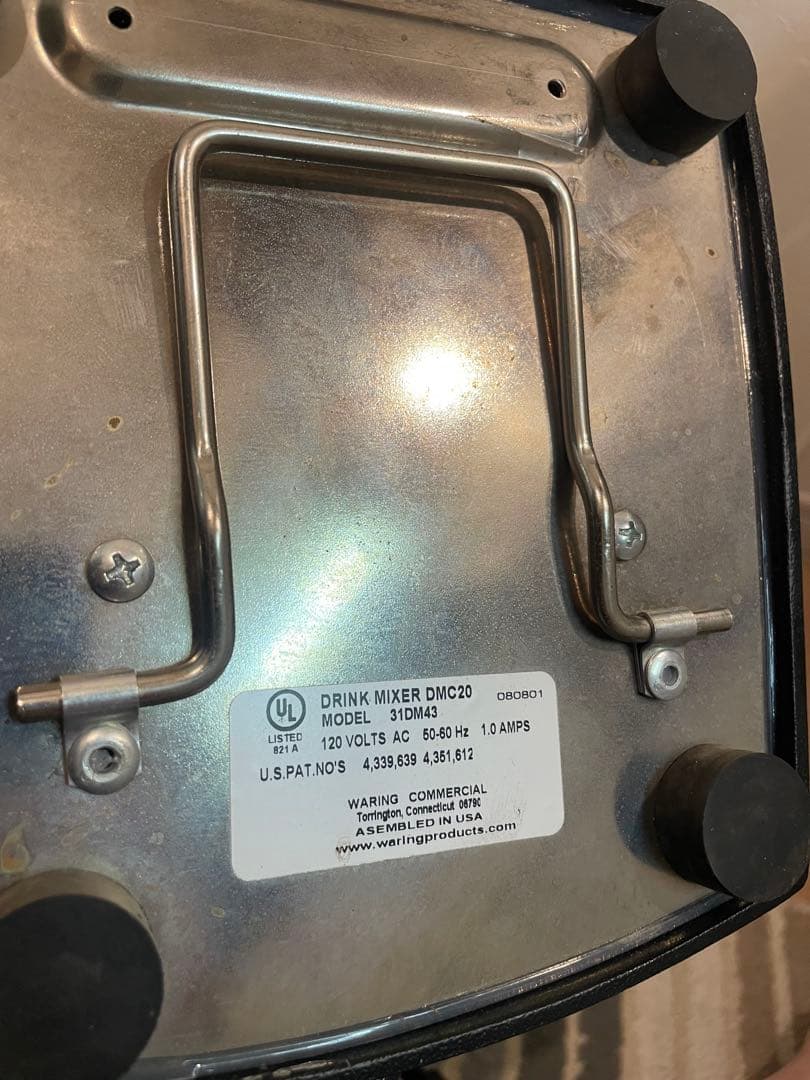 UL
LISTED
821 A
DRINK MIXER DMC20 080801
MODEL 31DM43
120 VOLTS AC 50-60 Hz 1.0 AMPS
U.S.PAT.NO'S 4,339,639 4,351,612
WARING COMMERCIAL
Torrington, Connecticut 06790
ASEMBLED IN USA
www.waringproducts.com